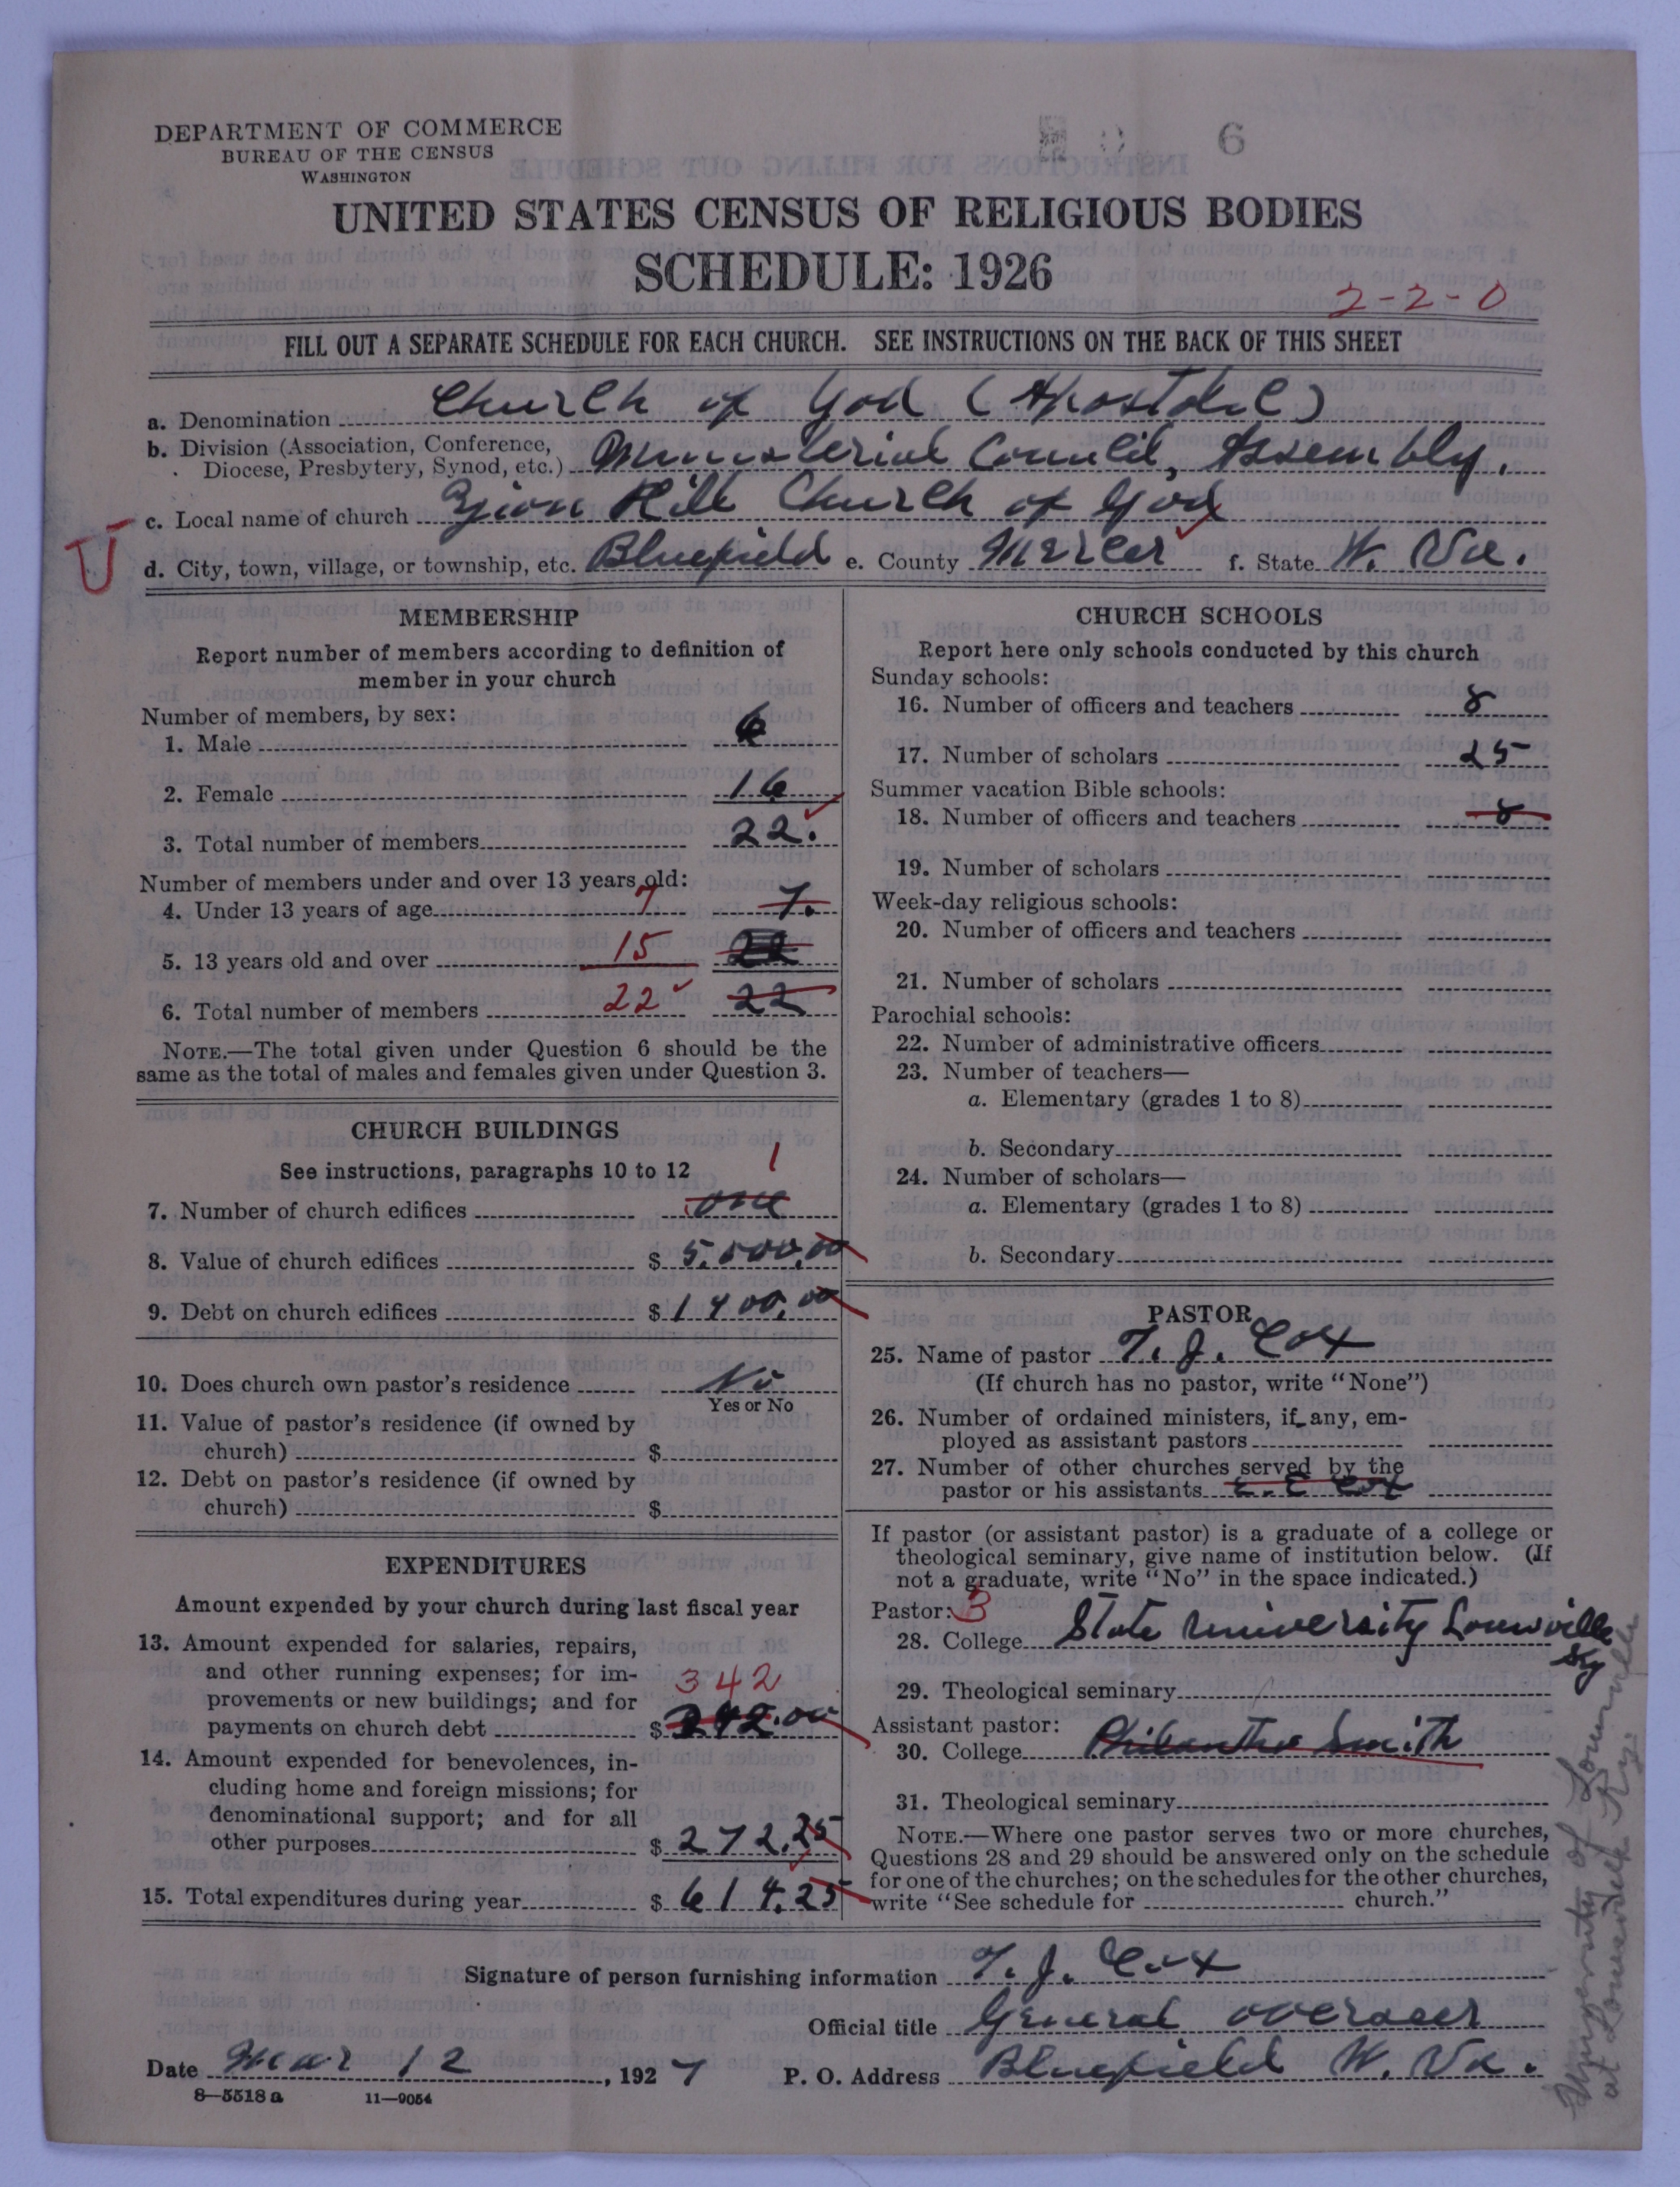 DEPARTMENT OF COMMERCE
BUREAU OF THE CENSUS
WASHINGTON
6
UNITED STATES CENSUS OF RELIGIOUS BODIES
SCHEDULE: 1926
2-2-0
FILL OUT A SEPARATE SCHEDULE FOR EACH CHURCH. SEE INSTRUCTIONS ON THE BACK OF THIS SHEET
a. Denomination Church of God (Apostolic)
b. Division (Association, Conference,
Diocese, Presbytery, Synod, etc.) Ministerial Council, Assembly.
c. Local name of church Zion Hill Church of God
U
d. City, town, village, or township, etc. Bluefield e. County Mercer f. State W. Va.
MEMBERSHIP
Report number of members according to definition of
member in your church
Number of members, by sex:
1. Male 6
2. Female 16
3. Total number of members 22.
Number of members under and over 13 years old:
4. Under 13 years of age 7 7.
5. 13 years old and over 15 22
6. Total number of members 22 22
NOTE.—The total given under Question 6 should be the
same as the total of males and females given under Question 3.
CHURCH BUILDINGS
See instructions, paragraphs 10 to 12
1
7. Number of church edifices one
8. Value of church edifices $ 5,000,00
9. Debt on church edifices $ 1400,00
10. Does church own pastor's residence No
Yes or No
11. Value of pastor's residence (if owned by
church) $
12. Debt on pastor's residence (if owned by
church) $
EXPENDITURES
Amount expended by your church during last fiscal year
13. Amount expended for salaries, repairs,
and other running expenses; for im-
provements or new buildings; and for 342
payments on church debt $ 342.00
14. Amount expended for benevolences, in-
cluding home and foreign missions; for
denominational support; and for all
other purposes $ 272.25
15. Total expenditures during year $ 614.25
CHURCH SCHOOLS
Report here only schools conducted by this church
Sunday schools:
16. Number of officers and teachers 8
17. Number of scholars 25
Summer vacation Bible schools:
18. Number of officers and teachers 8
19. Number of scholars
Week-day religious schools:
20. Number of officers and teachers
21. Number of scholars
Parochial schools:
22. Number of administrative officers
23. Number of teachers—
a. Elementary (grades 1 to 8)
b. Secondary
24. Number of scholars—
a. Elementary (grades 1 to 8)
b. Secondary
PASTOR
25. Name of pastor T. J. Cox
(If church has no pastor, write "None")
26. Number of ordained ministers, if any, em-
ployed as assistant pastors
27. Number of other churches served by the
pastor or his assistants E. C Cox
If pastor (or assistant pastor) is a graduate of a college or
theological seminary, give name of institution below. (If
not a graduate, write "No" in the space indicated.)
Pastor: 3
28. College State University Louisville
Ky
29. Theological seminary
Assistant pastor:
30. College Philanther Smith
31. Theological seminary
NOTE.—Where one pastor serves two or more churches,
Questions 28 and 29 should be answered only on the schedule
for one of the churches; on the schedules for the other churches,
write "See schedule for church."
University of Louisville
at Louisville Ky.
Signature of person furnishing information T. J. Cox
Official title General overseer
Date Mar 12, 1927 P. O. Address Bluefield W. Va.
8—5518a 11—9054